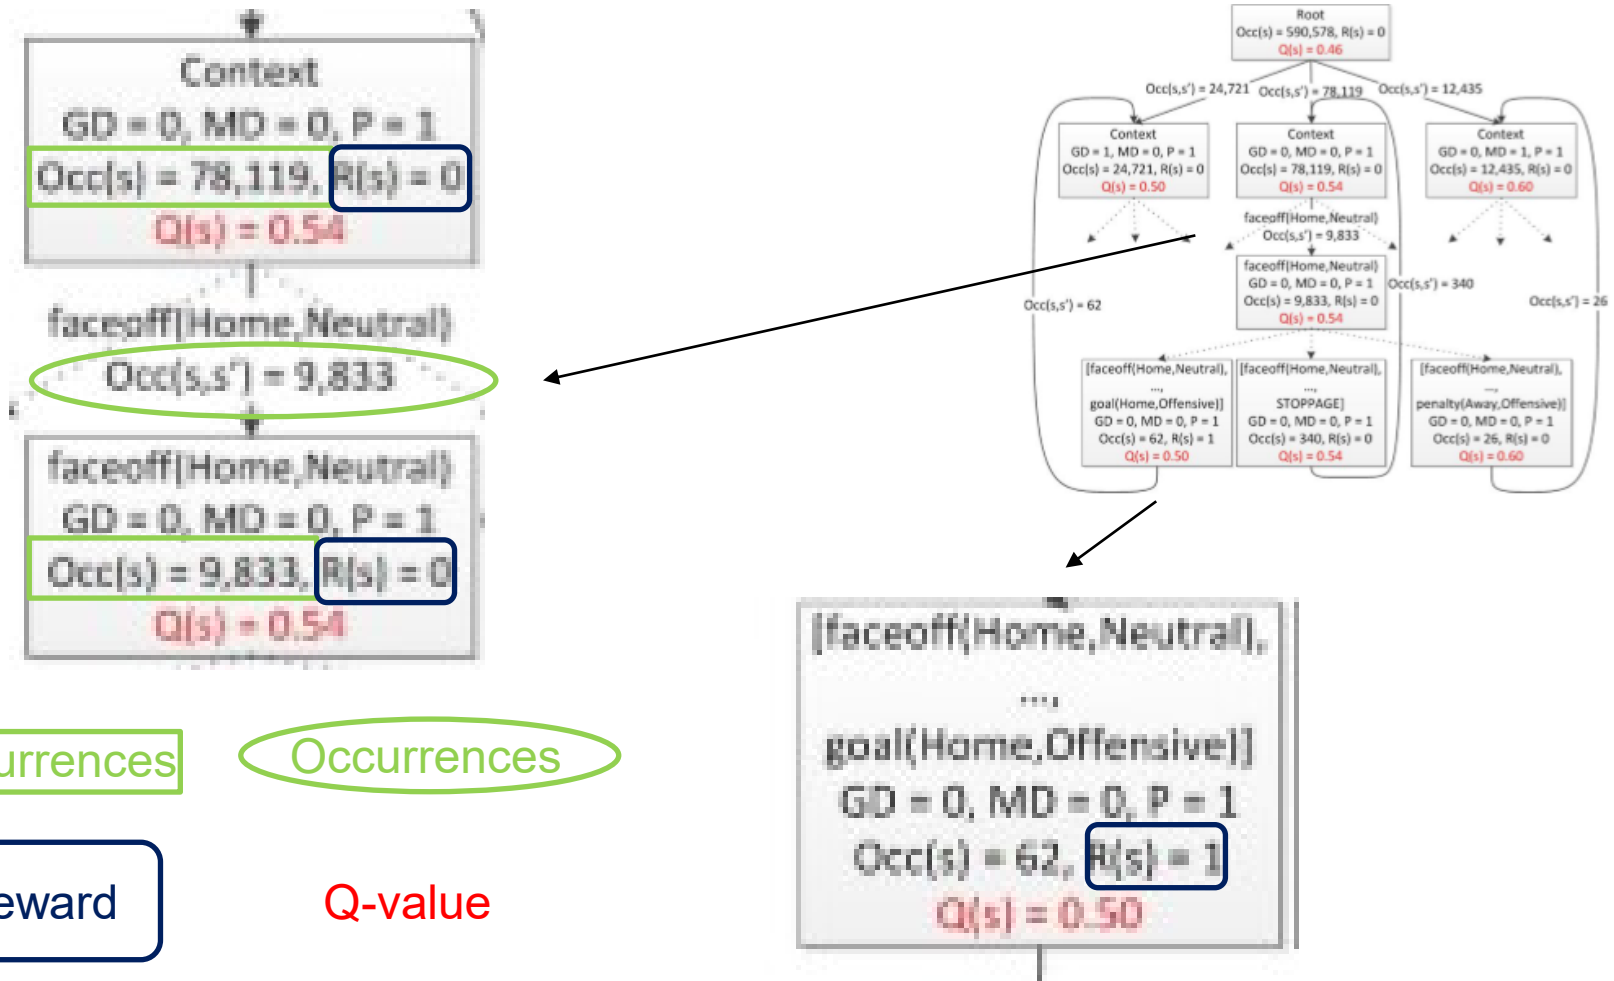 Context
GD = 0, MD = 0, P = 1
Occ(s) = 78,119, R(s) = 0
Q(s) = 0.54
faceoff(Home,Neutral)
Occ(s,s') = 9,833
faceoff(Home,Neutral)
GD = 0, MD = 0, P = 1
Occ(s) = 9,833, R(s) = 0
Q(s) = 0.54
urrences
Occurrences
eward
Q-value
Root
Occ(s) = 590,578, R(s) = 0
Q(s) = 0.46
Occ(s,s') = 24,721
Occ(s,s') = 78,119
Occ(s,s') = 12,435
Context
GD = 1, MD = 0, P = 1
Occ(s) = 24,721, R(s) = 0
Q(s) = 0.50
Context
GD = 0, MD = 0, P = 1
Occ(s) = 78,119, R(s) = 0
Q(s) = 0.54
Context
GD = 0, MD = 1, P = 1
Occ(s) = 12,435, R(s) = 0
Q(s) = 0.60
faceoff(Home,Neutral)
Occ(s,s') = 9,833
faceoff(Home,Neutral)
GD = 0, MD = 0, P = 1
Occ(s) = 9,833, R(s) = 0
Q(s) = 0.54
Occ(s,s') = 62
Occ(s,s') = 340
Occ(s,s') = 26
[faceoff(Home,Neutral),
...,
goal(Home,Offensive)]
GD = 0, MD = 0, P = 1
Occ(s) = 62, R(s) = 1
Q(s) = 0.50
[faceoff(Home,Neutral),
...,
STOPPAGE]
GD = 0, MD = 0, P = 1
Occ(s) = 340, R(s) = 0
Q(s) = 0.54
[faceoff(Home,Neutral),
...,
penalty(Away,Offensive)]
GD = 0, MD = 0, P = 1
Occ(s) = 26, R(s) = 0
Q(s) = 0.60
[faceoff(Home,Neutral),
...,
goal(Home,Offensive)]
GD = 0, MD = 0, P = 1
Occ(s) = 62, R(s) = 1
Q(s) = 0.50